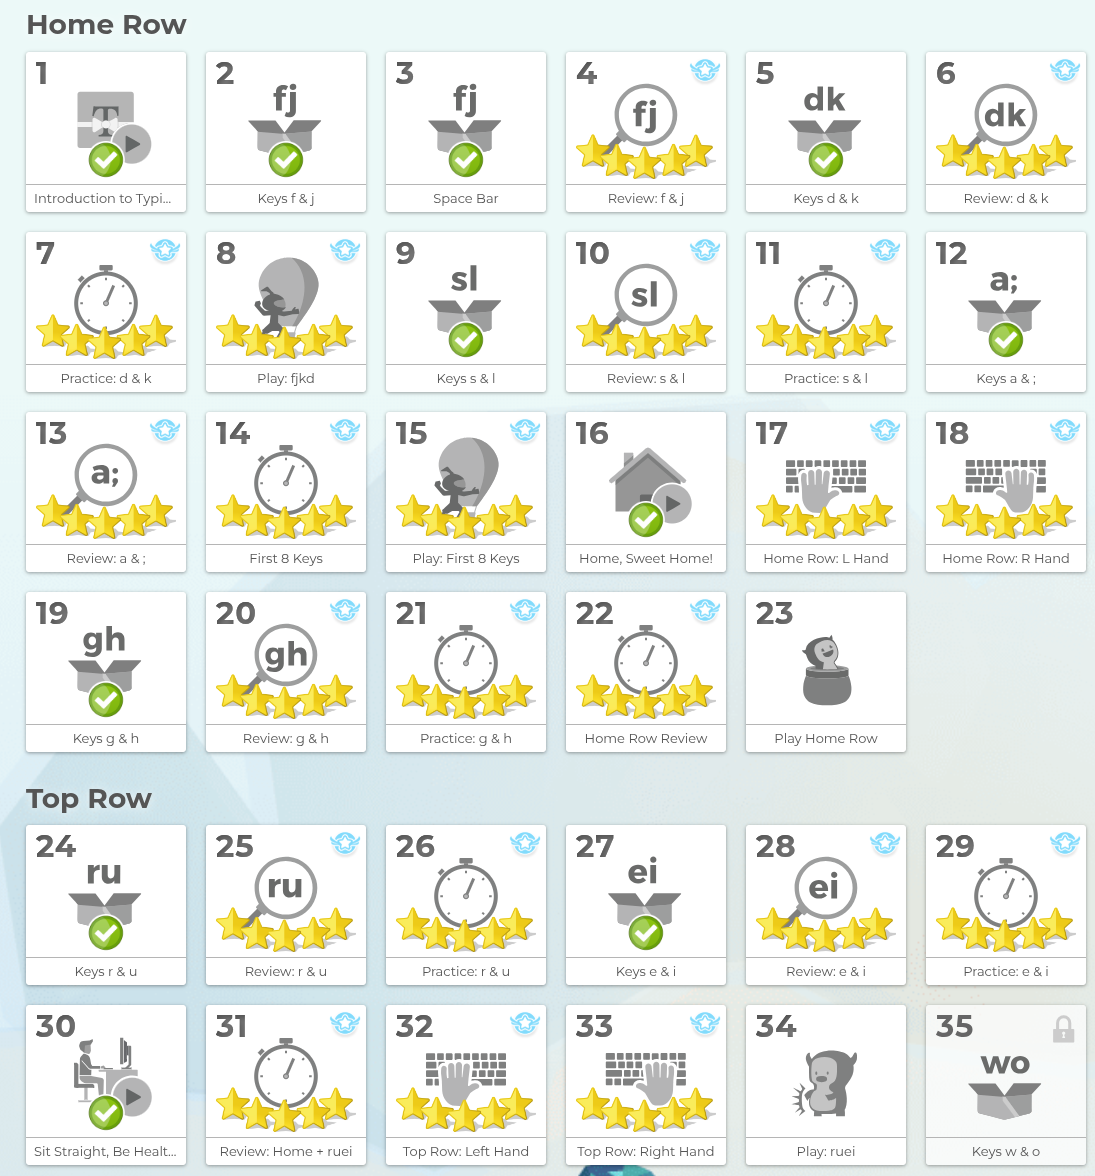 Home Row
1
T
Introduction to Typi...
2
fj
Keys f & j
3
fj
Space Bar
4
fj
Review: f & j
5
dk
Keys d & k
6
dk
Review: d & k
7
Practice: d & k
8
Play: fjkd
9
sl
Keys s & l
10
sl
Review: s & l
11
Practice: s & l
12
a;
Keys a & ;
13
a;
Review: a & ;
14
First 8 Keys
15
Play: First 8 Keys
16
Home, Sweet Home!
17
Home Row: L Hand
18
Home Row: R Hand
19
gh
Keys g & h
20
gh
Review: g & h
21
Practice: g & h
22
Home Row Review
23
Play Home Row
Top Row
24
ru
Keys r & u
25
ru
Review: r & u
26
Practice: r & u
27
ei
Keys e & i
28
ei
Review: e & i
29
Practice: e & i
30
Sit Straight, Be Healt...
31
Review: Home + ruei
32
Top Row: Left Hand
33
Top Row: Right Hand
34
Play: ruei
35
wo
Keys w & o